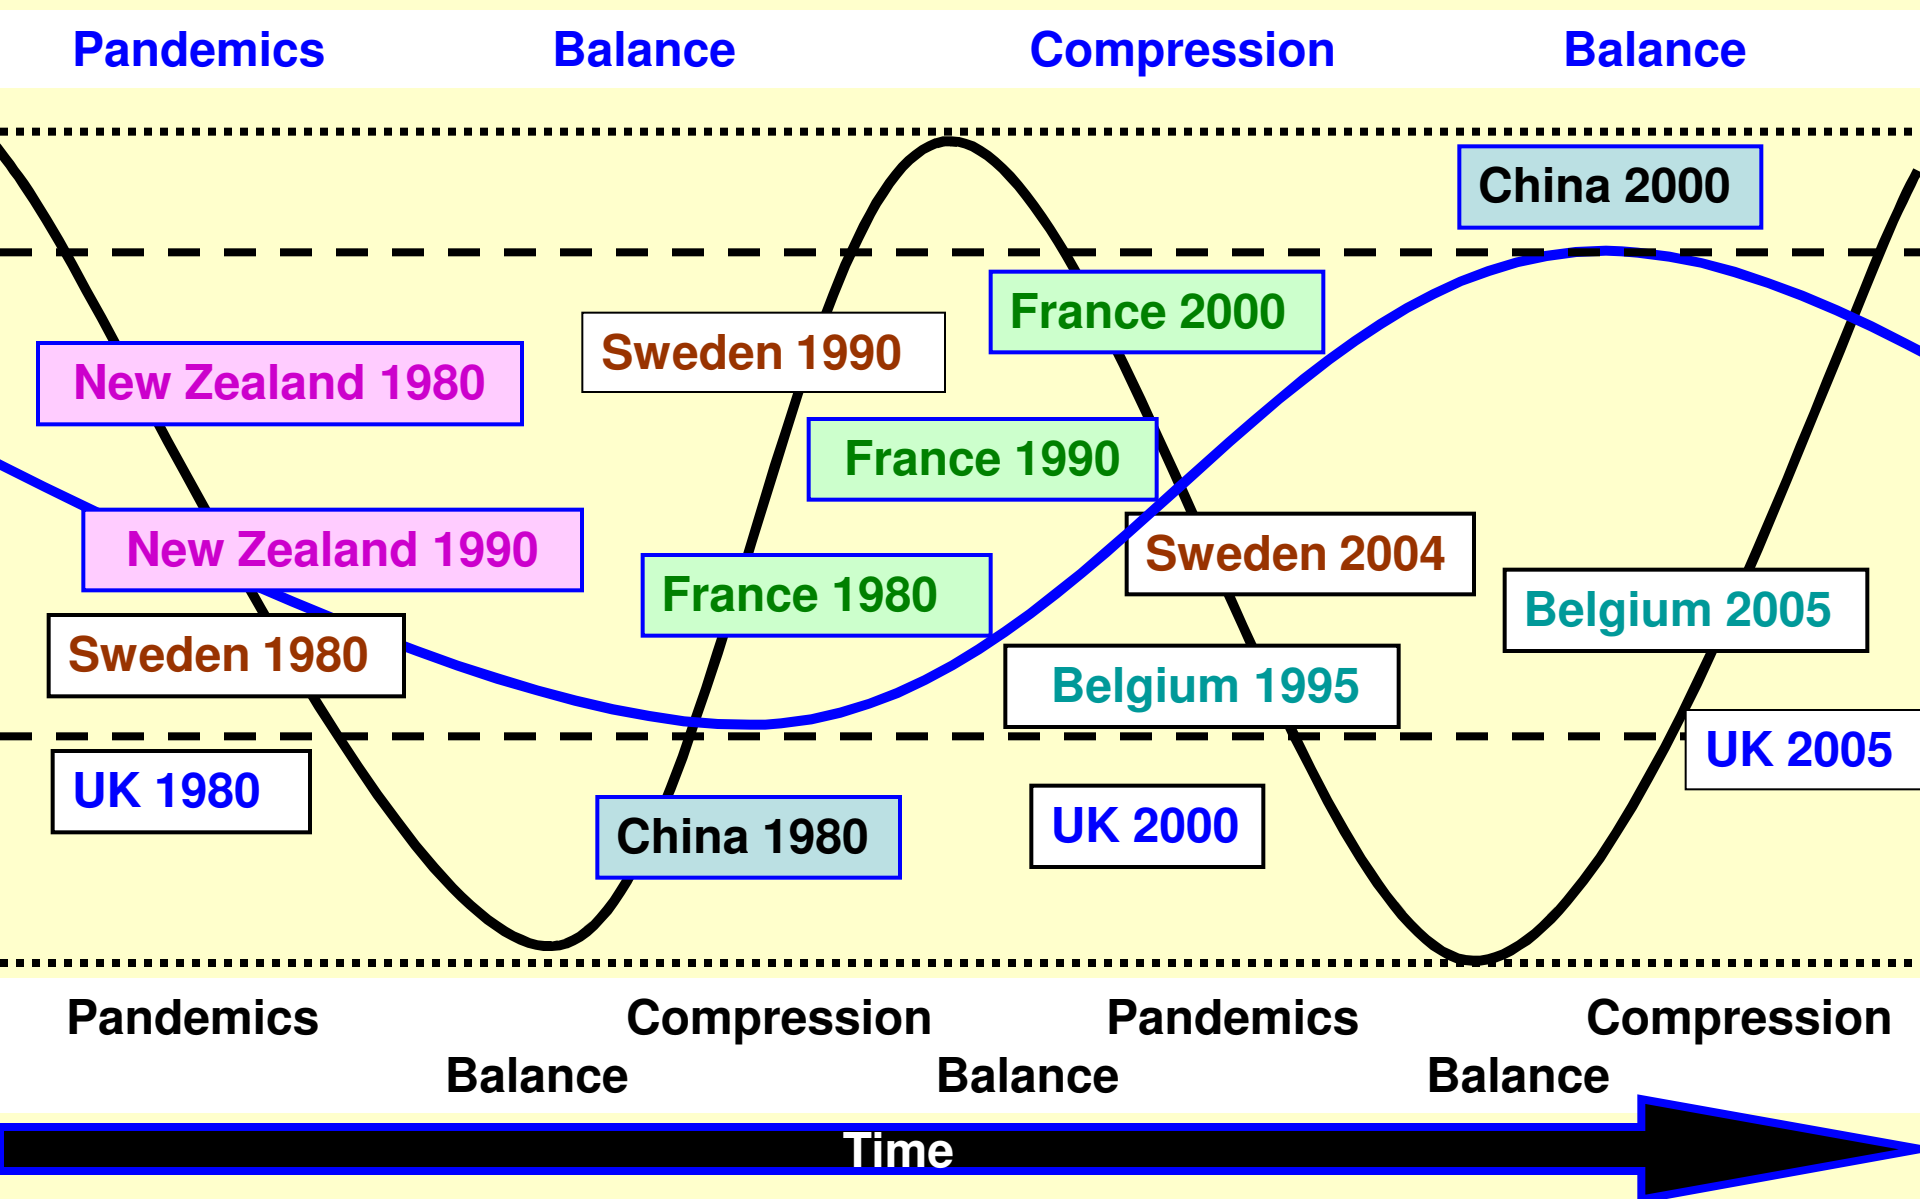 Pandemics Balance Compression Balance
China 2000
France 2000
Sweden 1990
New Zealand 1980
France 1990
New Zealand 1990
Sweden 2004
France 1980
Belgium 2005
Sweden 1980
Belgium 1995
UK 2005
UK 1980
UK 2000
China 1980
Pandemics Compression Pandemics Compression
Balance Balance Balance
Time